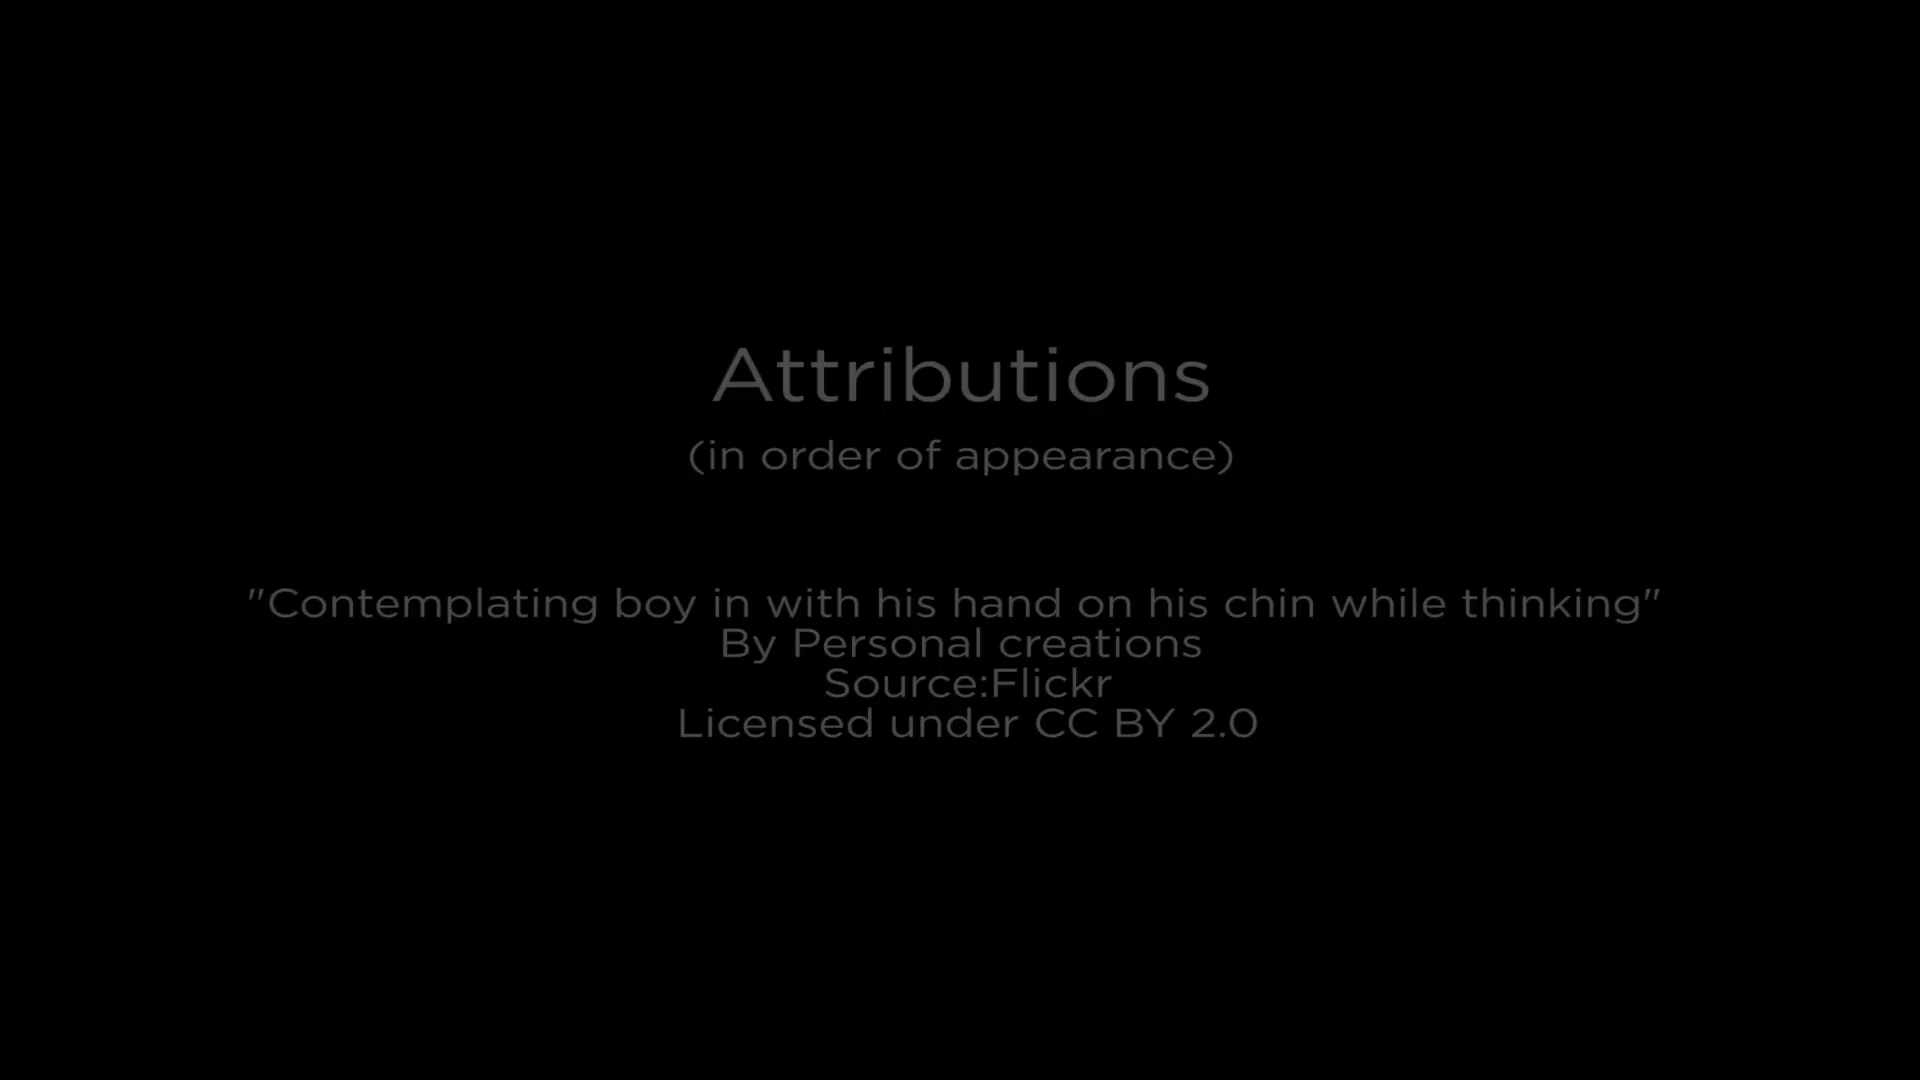 Attributions
(in order of appearance)
"Contemplating boy in with his hand on his chin while thinking"
By Personal creations
Source:Flickr
Licensed under CC BY 2.0